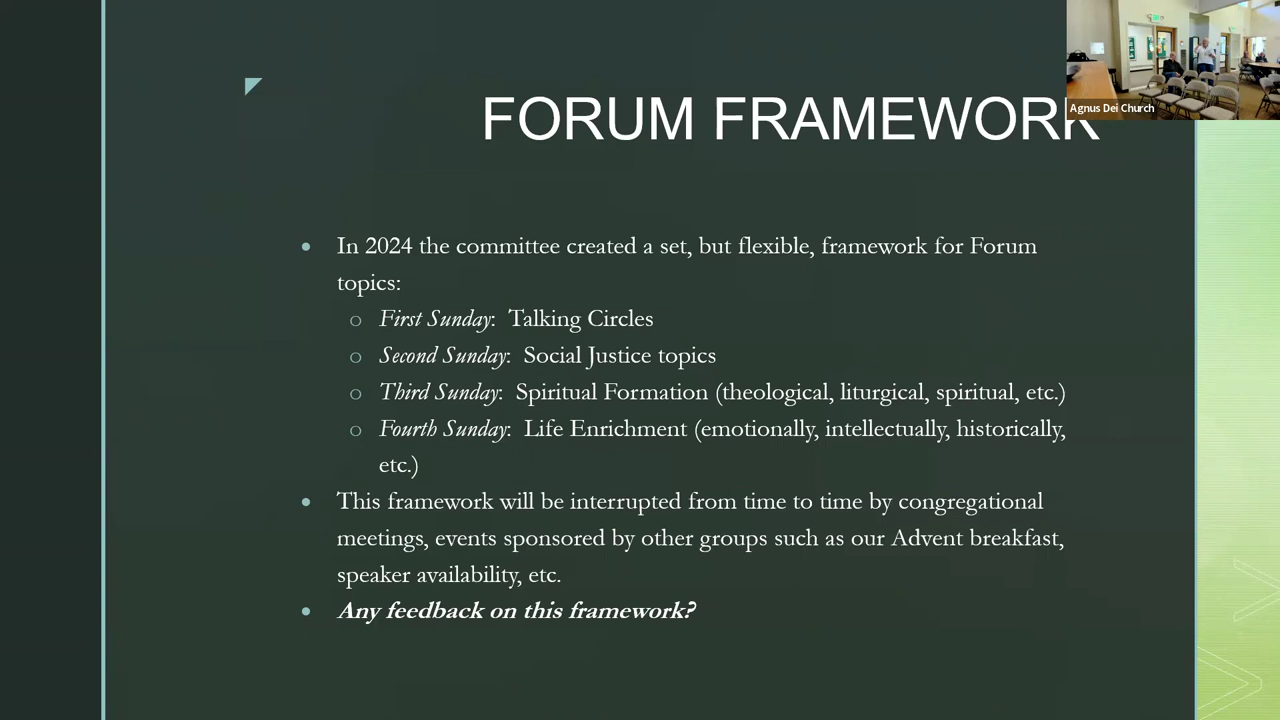 Agnus Dei Church
FORUM FRAMEWORK
• In 2024 the committee created a set, but flexible, framework for Forum
topics:
o First Sunday: Talking Circles
o Second Sunday: Social Justice topics
o Third Sunday: Spiritual Formation (theological, liturgical, spiritual, etc.)
o Fourth Sunday: Life Enrichment (emotionally, intellectually, historically,
etc.)
• This framework will be interrupted from time to time by congregational
meetings, events sponsored by other groups such as our Advent breakfast,
speaker availability, etc.
• Any feedback on this framework?